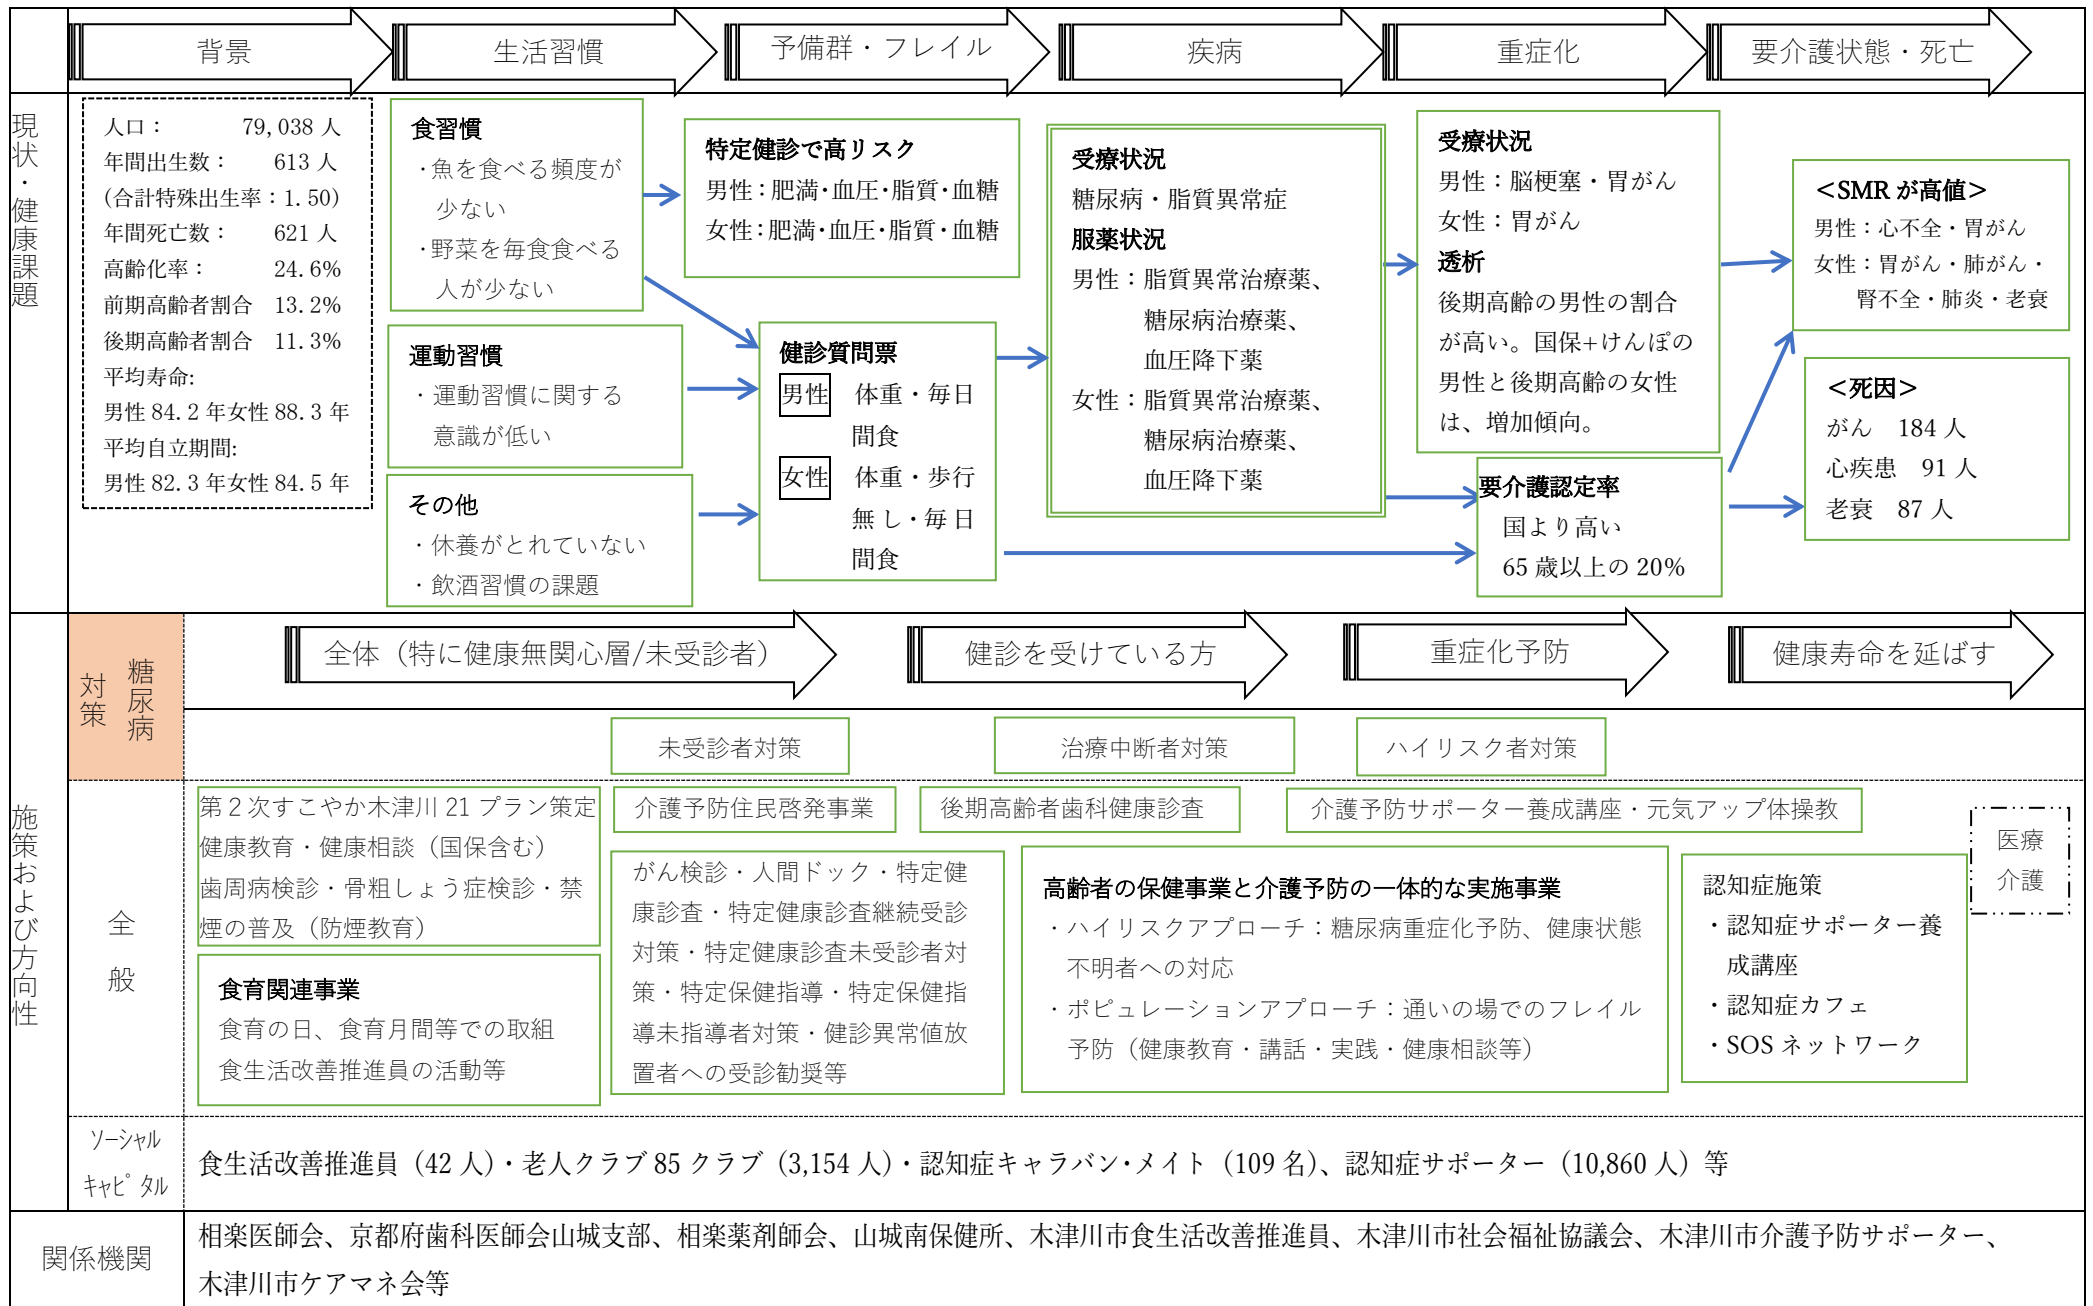 背景
生活習慣
予備群・フレイル
疾病
重症化
要介護状態・死亡
現状・健康課題
人口： 79,038 人
年間出生数： 613 人
(合計特殊出生率：1.50)
年間死亡数： 621 人
高齢化率： 24.6%
前期高齢者割合 13.2%
後期高齢者割合 11.3%
平均寿命:
男性 84.2 年女性 88.3 年
平均自立期間:
男性 82.3 年女性 84.5 年
食習慣
・魚を食べる頻度が
少ない
・野菜を毎食食べる
人が少ない
運動習慣
・運動習慣に関する
意識が低い
その他
・休養がとれていない
・飲酒習慣の課題
特定健診で高リスク
男性：肥満・血圧・脂質・血糖
女性：肥満・血圧・脂質・血糖
健診質問票
男性 体重・毎日
間食
女性 体重・歩行
無し・毎日
間食
受療状況
糖尿病・脂質異常症
服薬状況
男性：脂質異常治療薬、
糖尿病治療薬、
血圧降下薬
女性：脂質異常治療薬、
糖尿病治療薬、
血圧降下薬
受療状況
男性：脳梗塞・胃がん
女性：胃がん
透析
後期高齢の男性の割合
が高い。国保+けんぽの
男性と後期高齢の女性
は、増加傾向。
要介護認定率
国より高い
65 歳以上の 20%
＜SMR が高値＞
男性：心不全・胃がん
女性：胃がん・肺がん・
腎不全・肺炎・老衰
＜死因＞
がん 184 人
心疾患 91 人
老衰 87 人
施策および方向性
糖尿病
対策
全体（特に健康無関心層/未受診者）
健診を受けている方
重症化予防
健康寿命を延ばす
未受診者対策
治療中断者対策
ハイリスク者対策
全般
第２次すこやか木津川 21 プラン策定
健康教育・健康相談（国保含む）
歯周病検診・骨粗しょう症検診・禁
煙の普及（防煙教育）
食育関連事業
食育の日、食育月間等での取組
食生活改善推進員の活動等
介護予防住民啓発事業
がん検診・人間ドック・特定健
康診査・特定健康診査継続受診
対策・特定健康診査未受診者対
策・特定保健指導・特定保健指
導未指導者対策・健診異常値放
置者への受診勧奨等
後期高齢者歯科健康診査
介護予防サポーター養成講座・元気アップ体操教
高齢者の保健事業と介護予防の一体的な実施事業
・ハイリスクアプローチ：糖尿病重症化予防、健康状態
不明者への対応
・ポピュレーションアプローチ：通いの場でのフレイル
予防（健康教育・講話・実践・健康相談等）
認知症施策
・認知症サポーター養
成講座
・認知症カフェ
・SOS ネットワーク
医療
介護
ｿｰｼｬﾙ
ｷｬﾋﾟﾀﾙ
食生活改善推進員（42 人）・老人クラブ 85 クラブ（3,154 人）・認知症キャラバン・メイト（109 名）、認知症サポーター（10,860 人）等
関係機関
相楽医師会、京都府歯科医師会山城支部、相楽薬剤師会、山城南保健所、木津川市食生活改善推進員、木津川市社会福祉協議会、木津川市介護予防サポーター、
木津川市ケアマネ会等